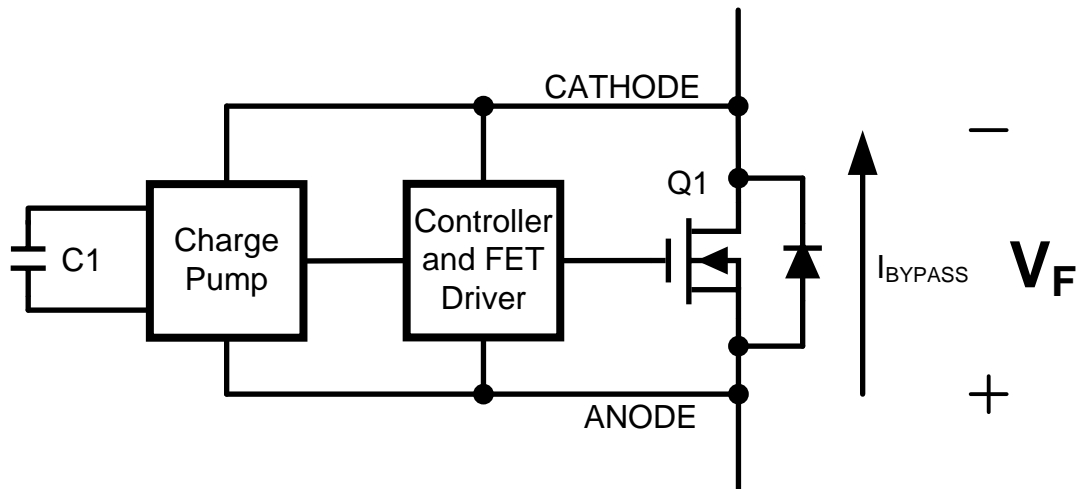 CATHODE
Q1
Controller
and FET
Driver
Charge
Pump
C1
I_BYPASS
V_F
−
+
ANODE